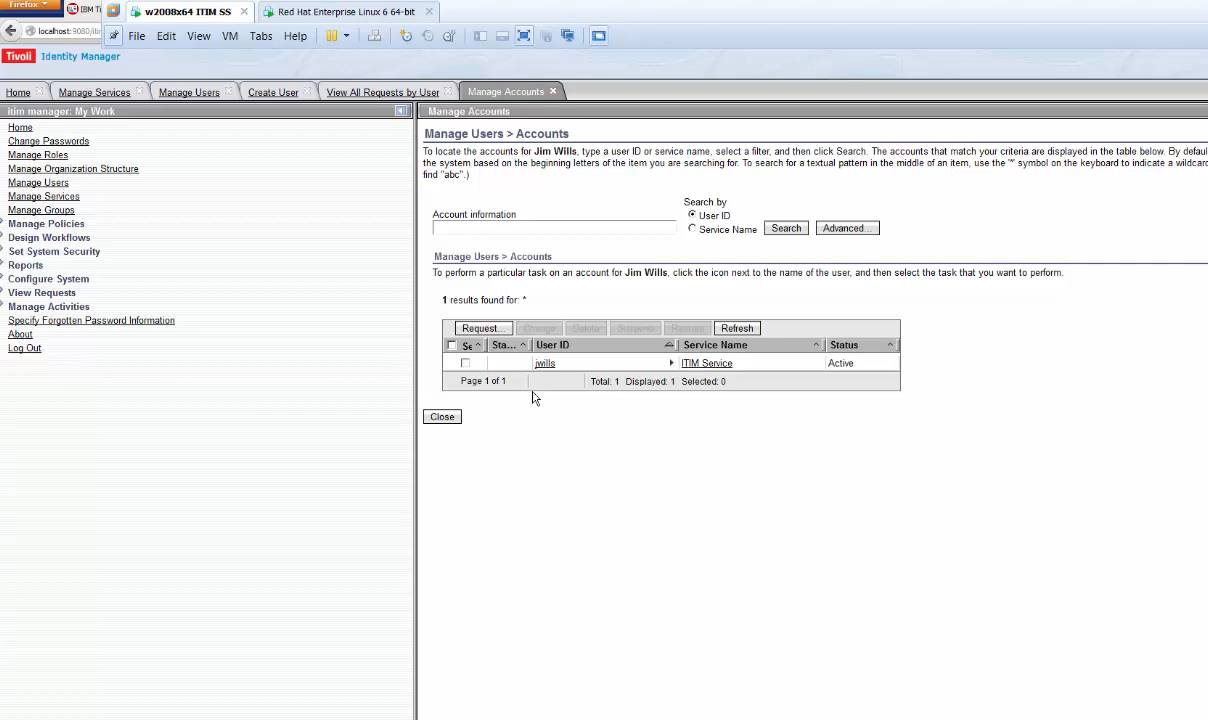 Firefox
IBM Ti
w2008x64 ITIM SS
Red Hat Enterprise Linux 6 64-bit
localhost:9080/iti
File Edit View VM Tabs Help
Tivoli Identity Manager
Home Manage Services Manage Users Create User View All Requests by User Manage Accounts
itim manager: My Work
Home
Change Passwords
Manage Roles
Manage Organization Structure
Manage Users
Manage Services
Manage Groups
Manage Policies
Design Workflows
Set System Security
Reports
Configure System
View Requests
Manage Activities
Specify Forgotten Password Information
About
Log Out
Manage Accounts
Manage Users > Accounts
To locate the accounts for Jim Wills, type a user ID or service name, select a filter, and then click Search. The accounts that match your criteria are displayed in the table below. By defaul
the system based on the beginning letters of the item you are searching for. To search for a textual pattern in the middle of an item, use the "*" symbol on the keyboard to indicate a wildcard
find "abc".)
Search by
Account information
User ID
Service Name Search Advanced...
Manage Users > Accounts
To perform a particular task on an account for Jim Wills, click the icon next to the name of the user, and then select the task that you want to perform.
1 results found for: *
Request... Change Delete Suspend Restore Refresh
Se Sta... User ID Service Name Status
jwills ITIM Service Active
Page 1 of 1 Total: 1 Displayed: 1 Selected: 0
Close